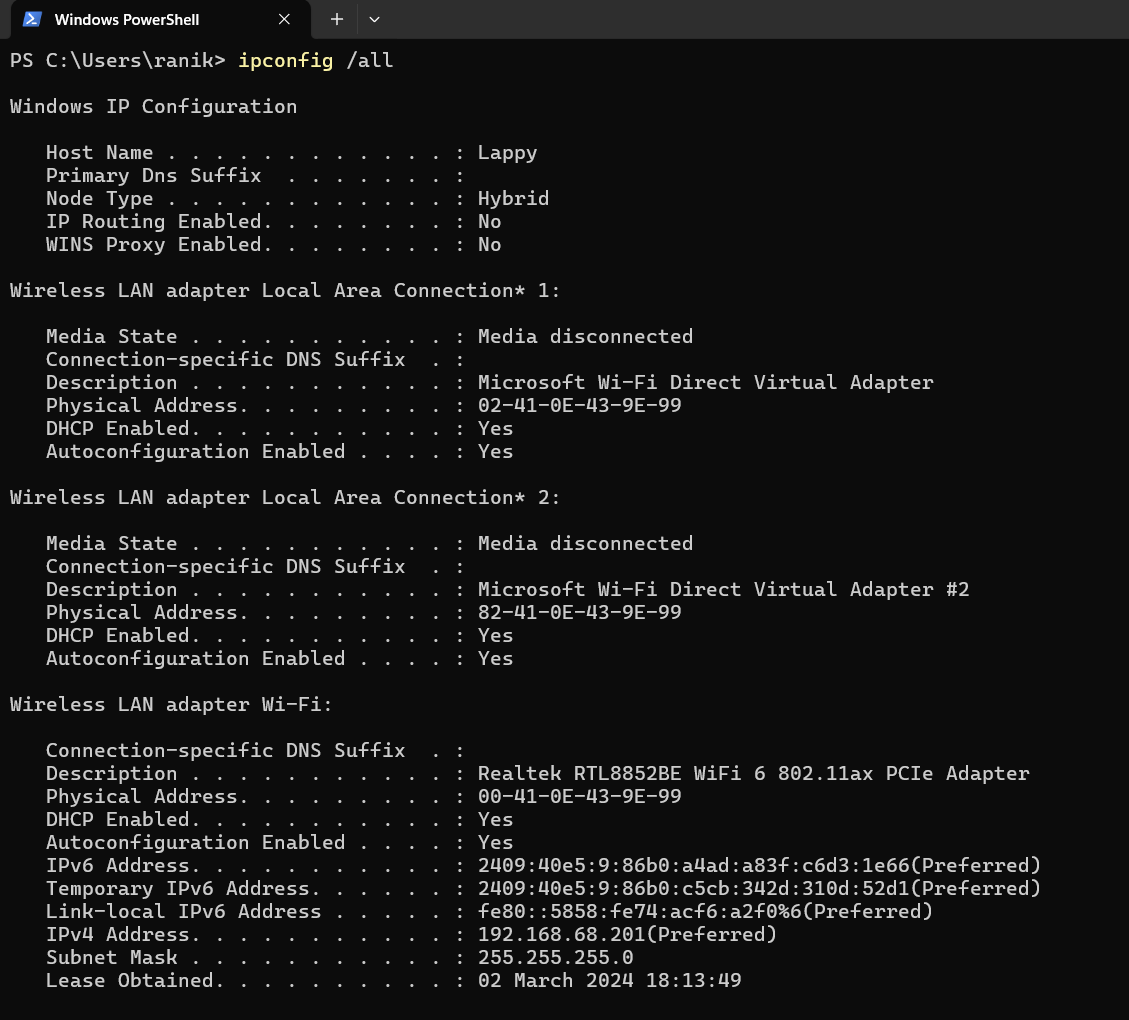 Windows PowerShell
PS C:\Users\ranik> ipconfig /all
Windows IP Configuration
Host Name . . . . . . . . . . . . : Lappy
Primary Dns Suffix  . . . . . . . :
Node Type . . . . . . . . . . . . : Hybrid
IP Routing Enabled. . . . . . . . : No
WINS Proxy Enabled. . . . . . . . : No
Wireless LAN adapter Local Area Connection* 1:
Media State . . . . . . . . . . . : Media disconnected
Connection-specific DNS Suffix  . :
Description . . . . . . . . . . . : Microsoft Wi-Fi Direct Virtual Adapter
Physical Address. . . . . . . . . : 02-41-0E-43-9E-99
DHCP Enabled. . . . . . . . . . . : Yes
Autoconfiguration Enabled . . . . : Yes
Wireless LAN adapter Local Area Connection* 2:
Media State . . . . . . . . . . . : Media disconnected
Connection-specific DNS Suffix  . :
Description . . . . . . . . . . . : Microsoft Wi-Fi Direct Virtual Adapter #2
Physical Address. . . . . . . . . : 82-41-0E-43-9E-99
DHCP Enabled. . . . . . . . . . . : Yes
Autoconfiguration Enabled . . . . : Yes
Wireless LAN adapter Wi-Fi:
Connection-specific DNS Suffix  . :
Description . . . . . . . . . . . : Realtek RTL8852BE WiFi 6 802.11ax PCIe Adapter
Physical Address. . . . . . . . . : 00-41-0E-43-9E-99
DHCP Enabled. . . . . . . . . . . : Yes
Autoconfiguration Enabled . . . . : Yes
IPv6 Address. . . . . . . . . . . : 2409:40e5:9:86b0:a4ad:a83f:c6d3:1e66(Preferred)
Temporary IPv6 Address. . . . . . : 2409:40e5:9:86b0:c5cb:342d:310d:52d1(Preferred)
Link-local IPv6 Address . . . . . : fe80::5858:fe74:acf6:a2f0%6(Preferred)
IPv4 Address. . . . . . . . . . . : 192.168.68.201(Preferred)
Subnet Mask . . . . . . . . . . . : 255.255.255.0
Lease Obtained. . . . . . . . . . : 02 March 2024 18:13:49